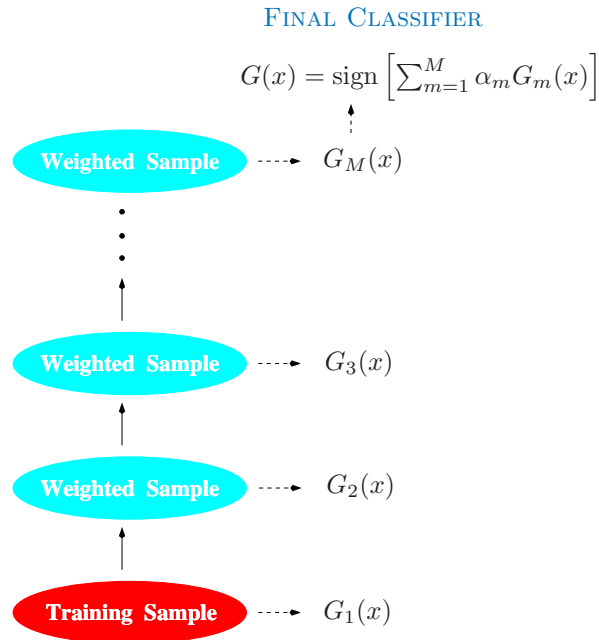 FINAL CLASSIFIER
G(x) = sign [∑_{m=1}^{M} α_m G_m(x)]
Weighted Sample G_M(x)
Weighted Sample G_3(x)
Weighted Sample G_2(x)
Training Sample G_1(x)